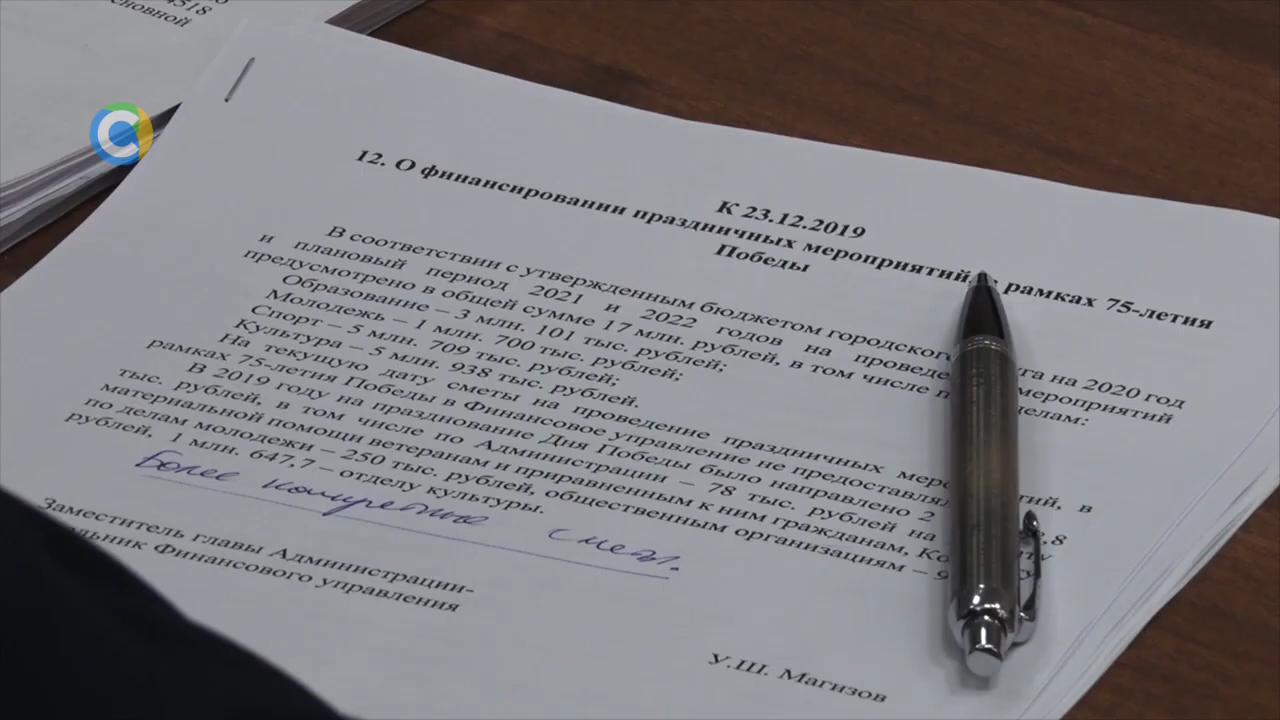 4518
основной
К 23.12.2019
12. О финансировании праздничных мероприятий, в рамках 75-летия
Победы
В соответствии с утвержденным бюджетом городского на 2020 год
и плановый период 2021 и 2022 годов на мероприятий
предусмотрено в общей сумме 17 млн. рублей, в том числе
Образование – 3 млн. 101 тыс. рублей;
Молодежь – 1 млн. 700 тыс. рублей;
Спорт – 5 млн. 709 тыс. рублей;
Культура – 5 млн. 938 тыс. рублей.
На текущую дату сметы на проведение праздничных в
рамках 75-летия Победы в Финансовое управление не
В 2019 году на празднование Дня Победы было направлено 2
тыс. рублей, в том числе по Администрации – 78 тыс. рублей на
материальной помощи ветеранам и приравненным к ним гражданам,
по делам молодежи – 250 тыс. рублей, общественным организациям –
рублей, 1 млн. 647,7 – отделу культуры.
Более конкретные сметы.
Заместитель главы Администрации-
Финансового управления
У.Ш. Магизов